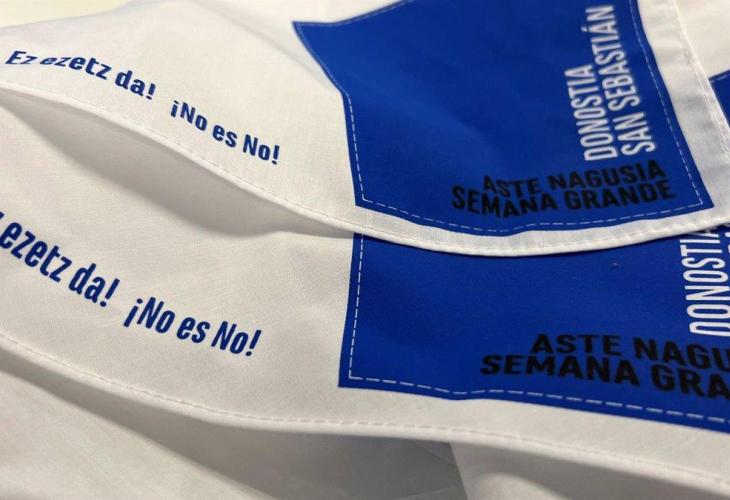 Ez ezetz da! ¡No es No!
DONOSTIA
SAN SEBASTIÁN
ASTE NAGUSIA
SEMANA GRANDE
ezetz da! ¡No es No!
DONOSTIA
ASTE NAGU
SEMANA GRA